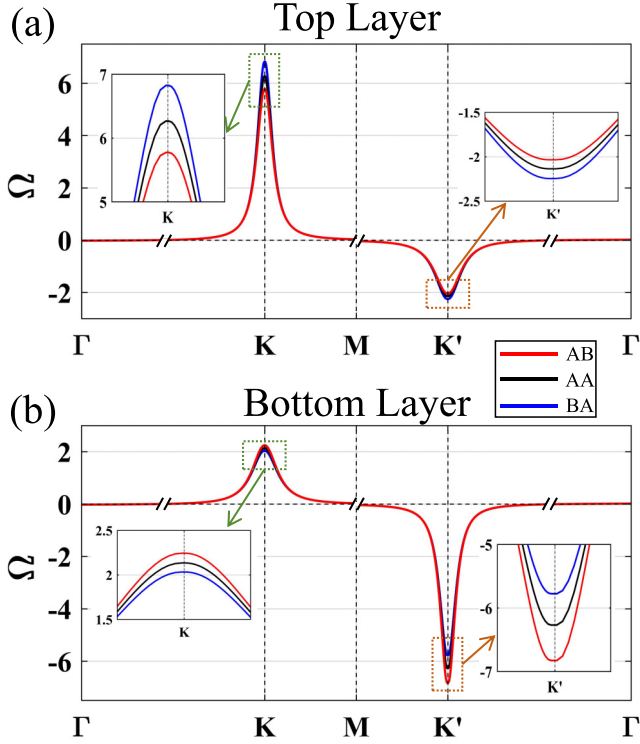 (a) Top Layer
Ω
6
4
2
0
-2
7
6
5
K
-1.5
-2
-2.5
K'
Γ K M K' Γ
AB
AA
BA
(b) Bottom Layer
Ω
2
0
-2
-4
-6
2.5
2
1.5
K
-5
-6
-7
K'
Γ K M K' Γ